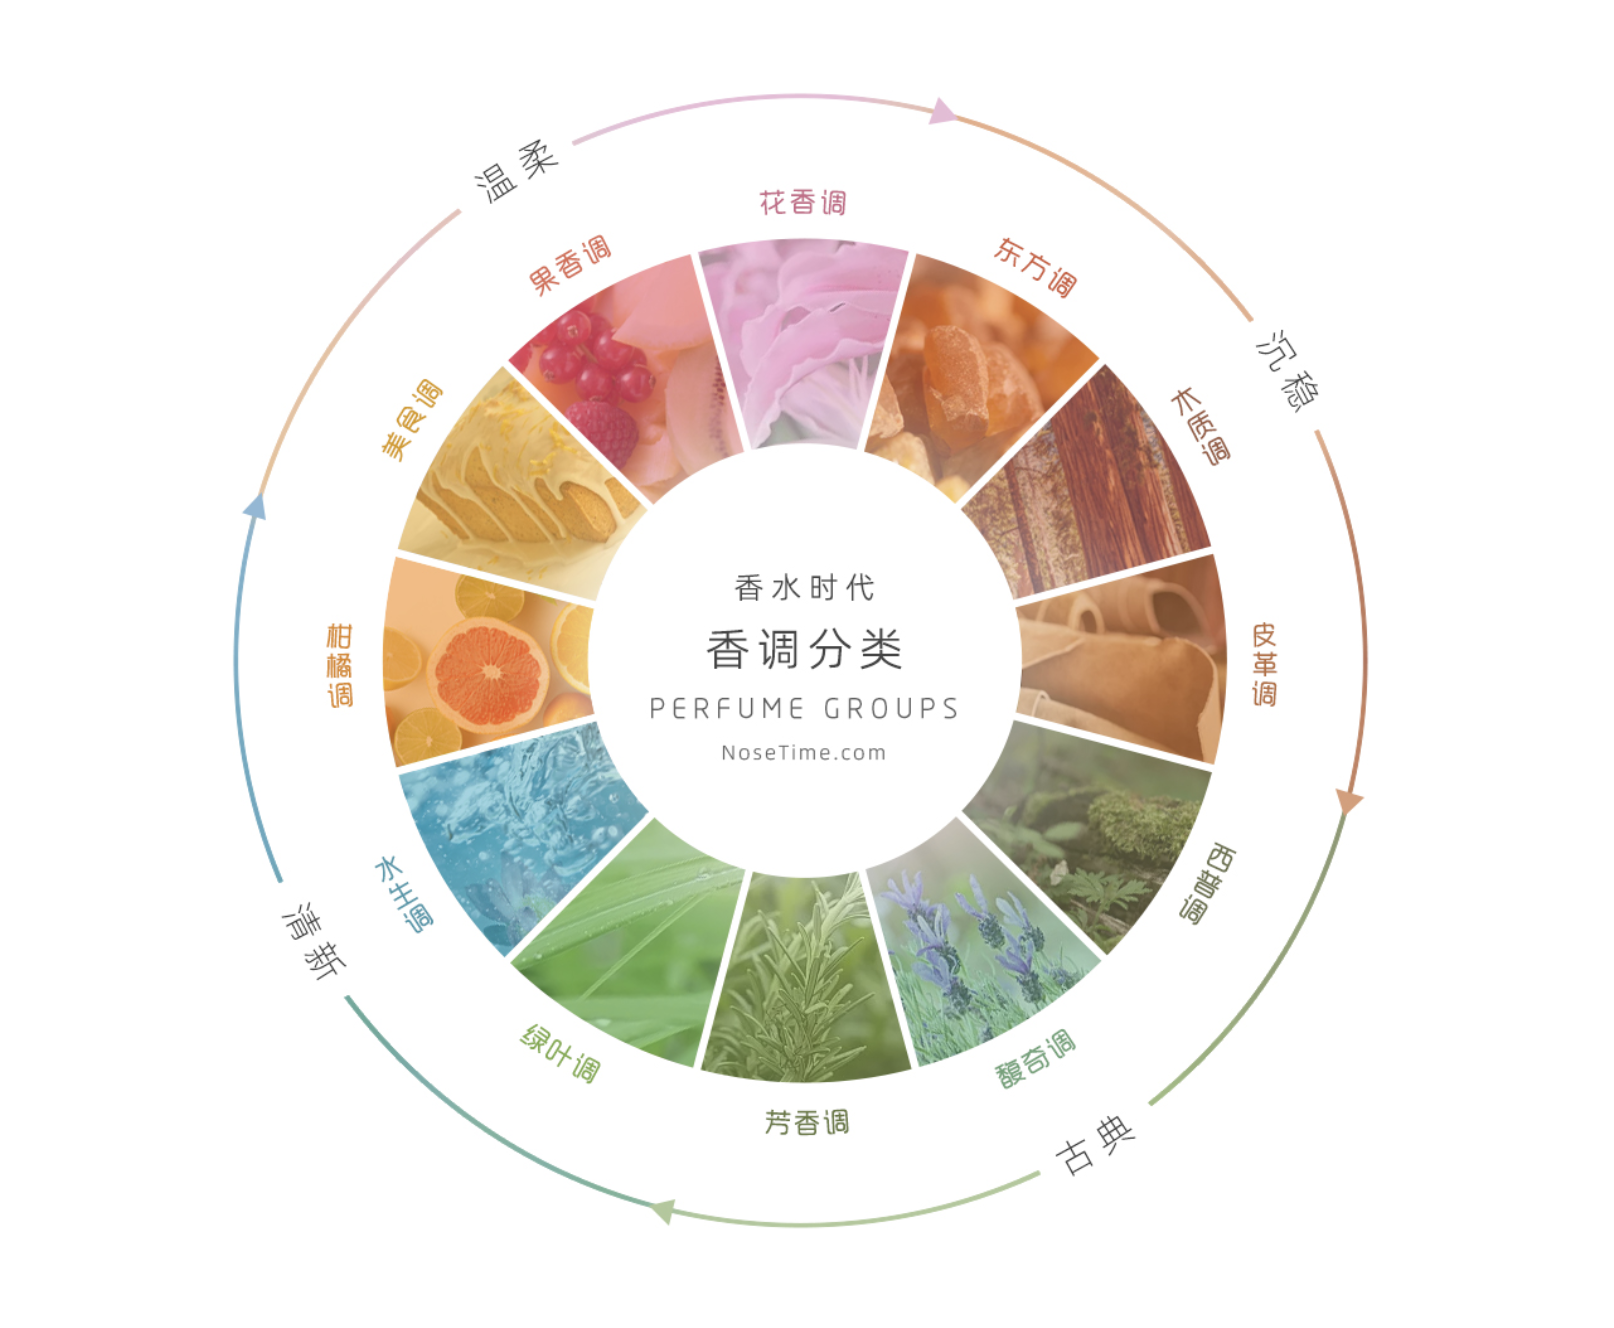 温柔
花香调
果香调
东方调
沉稳
美食调
木质调
香水时代
香调分类
PERFUME GROUPS
NoseTime.com
柑橘调
皮革调
水生调
西普调
清新
绿叶调
馥奇调
芳香调
古典